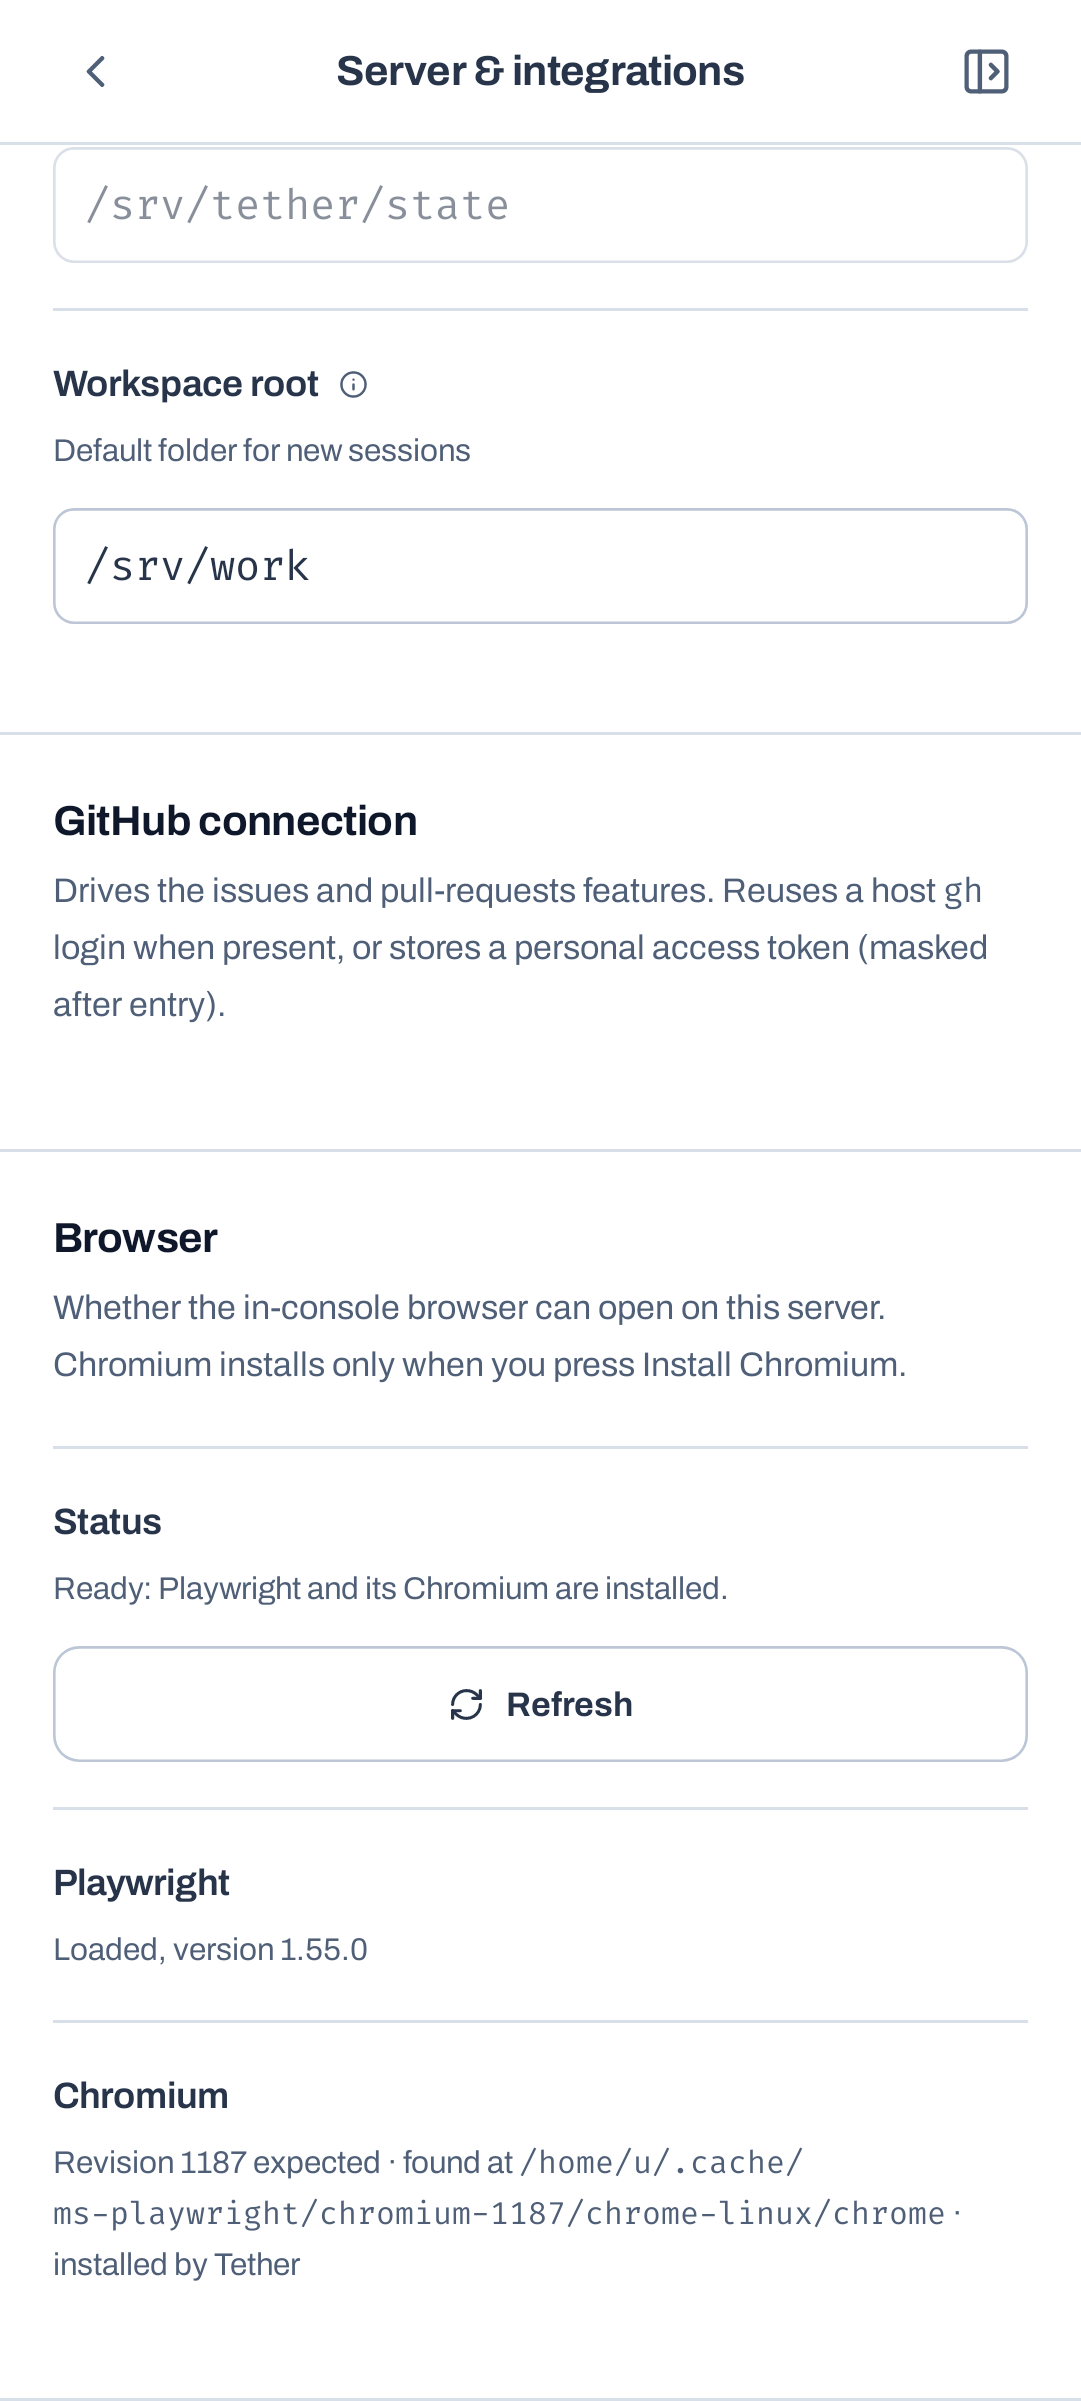 Server & integrations
/srv/tether/state
Workspace root
Default folder for new sessions
/srv/work
GitHub connection
Drives the issues and pull-requests features. Reuses a host gh
login when present, or stores a personal access token (masked
after entry).
Browser
Whether the in-console browser can open on this server.
Chromium installs only when you press Install Chromium.
Status
Ready: Playwright and its Chromium are installed.
Refresh
Playwright
Loaded, version 1.55.0
Chromium
Revision 1187 expected · found at /home/u/.cache/
ms-playwright/chromium-1187/chrome-linux/chrome ·
installed by Tether